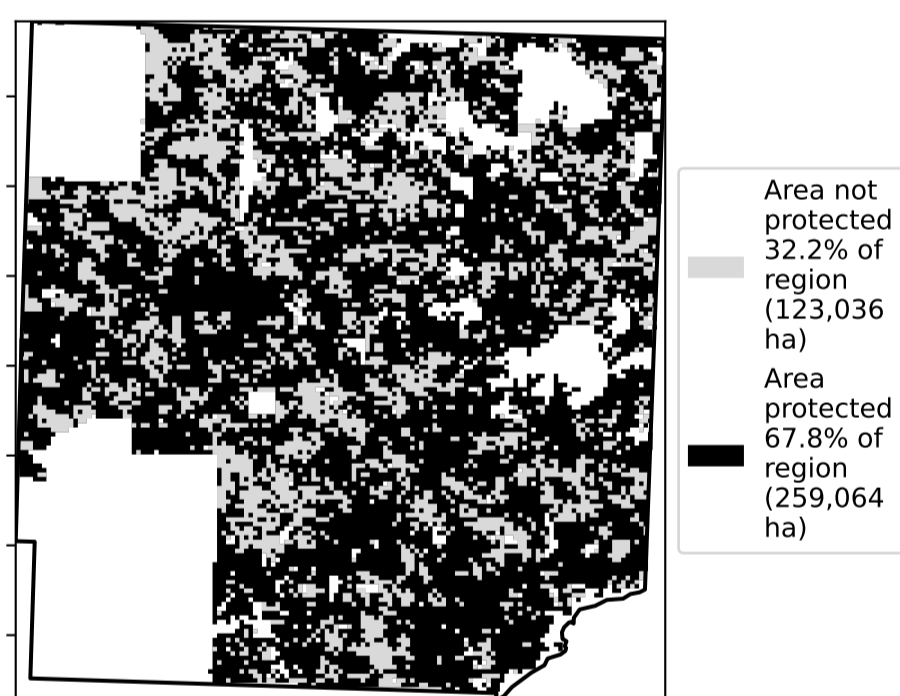 Area not
protected
32.2% of
region
(123,036
ha)
Area
protected
67.8% of
region
(259,064
ha)